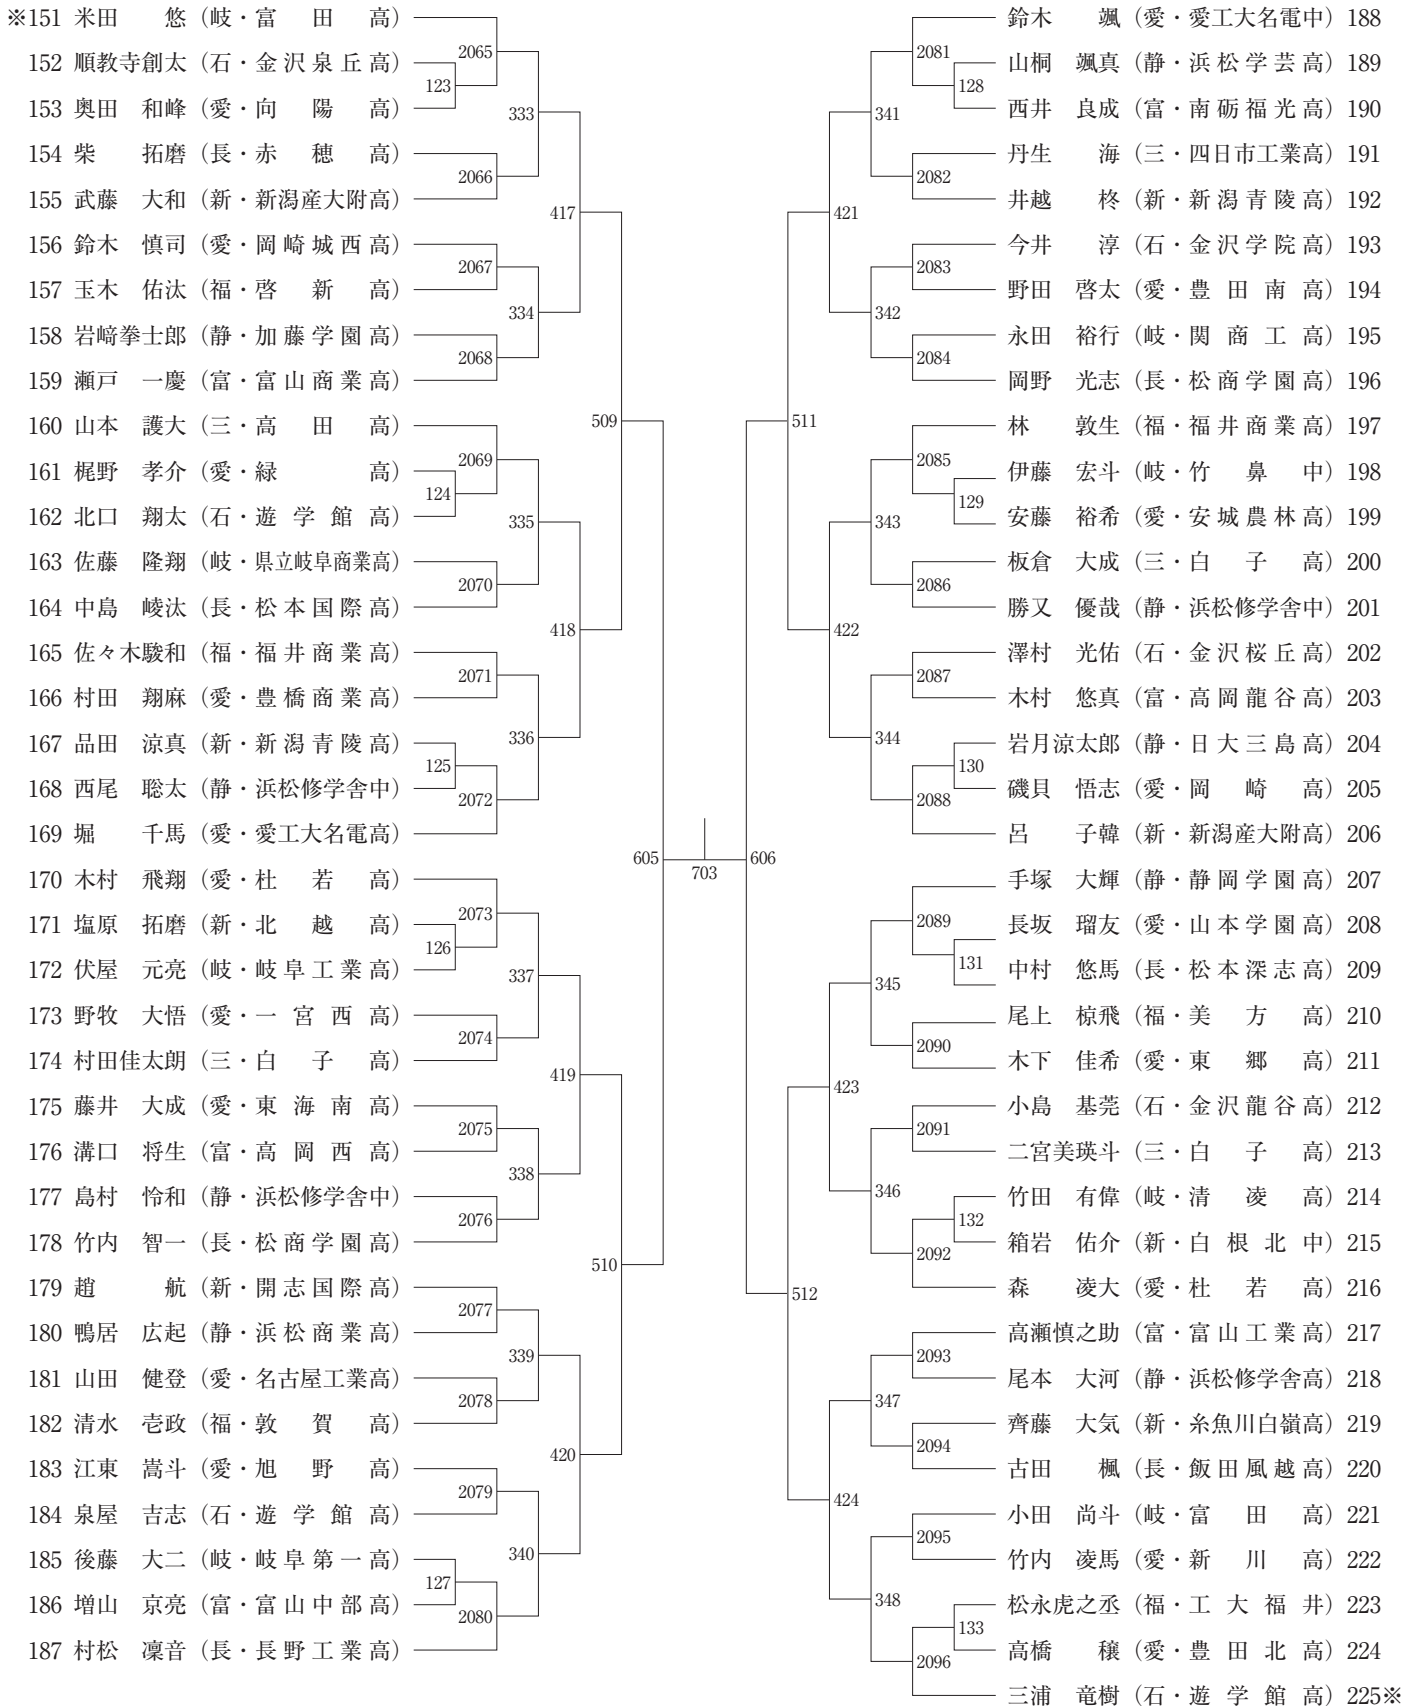 ※151 米田 悠 (岐・富田高)
152 順教寺創太 (石・金沢泉丘高)
153 奥田 和峰 (愛・向陽高)
154 柴 拓磨 (長・赤穂高)
155 武藤 大和 (新・新潟産大附高)
156 鈴木 慎司 (愛・岡崎城西高)
157 玉木 佑汰 (福・啓新高)
158 岩﨑拳士郎 (静・加藤学園高)
159 瀬戸 一慶 (富・富山商業高)
160 山本 護大 (三・高田高)
161 梶野 孝介 (愛・緑高)
162 北口 翔太 (石・遊学館高)
163 佐藤 隆翔 (岐・県立岐阜商業高)
164 中島 崚汰 (長・松本国際高)
165 佐々木駿和 (福・福井商業高)
166 村田 翔麻 (愛・豊橋商業高)
167 品田 涼真 (新・新潟青陵高)
168 西尾 聡太 (静・浜松修学舎中)
169 堀 千馬 (愛・愛工大名電高)
170 木村 飛翔 (愛・杜若高)
171 塩原 拓磨 (新・北越高)
172 伏屋 元亮 (岐・岐阜工業高)
173 野牧 大悟 (愛・一宮西高)
174 村田佳太朗 (三・白子高)
175 藤井 大成 (愛・東海南高)
176 溝口 将生 (富・高岡西高)
177 島村 怜和 (静・浜松修学舎中)
178 竹内 智一 (長・松商学園高)
179 趙 航 (新・開志国際高)
180 鴨居 広起 (静・浜松商業高)
181 山田 健登 (愛・名古屋工業高)
182 清水 壱政 (福・敦賀高)
183 江東 嵩斗 (愛・旭野高)
184 泉屋 吉志 (石・遊学館高)
185 後藤 大二 (岐・岐阜第一高)
186 増山 京亮 (富・富山中部高)
187 村松 凜音 (長・長野工業高)
2065
123
333
2066
417
2067
334
2068
509
2069
124
335
2070
418
2071
336
125
2072
605
2073
126
337
2074
419
2075
338
2076
510
2077
339
2078
420
2079
340
127
2080
703
606
2081
128
341
2082
421
2083
342
2084
511
2085
129
343
2086
422
2087
344
130
2088
2089
131
345
2090
423
2091
346
132
2092
512
2093
347
2094
424
2095
348
133
2096
鈴木 颯 (愛・愛工大名電中) 188
山桐 颯真 (静・浜松学芸高) 189
西井 良成 (富・南砺福光高) 190
丹生 海 (三・四日市工業高) 191
井越 柊 (新・新潟青陵高) 192
今井 淳 (石・金沢学院高) 193
野田 啓太 (愛・豊田南高) 194
永田 裕行 (岐・関商工高) 195
岡野 光志 (長・松商学園高) 196
林 敦生 (福・福井商業高) 197
伊藤 宏斗 (岐・竹鼻中) 198
安藤 裕希 (愛・安城農林高) 199
板倉 大成 (三・白子高) 200
勝又 優哉 (静・浜松修学舎中) 201
澤村 光佑 (石・金沢桜丘高) 202
木村 悠真 (富・高岡龍谷高) 203
岩月涼太郎 (静・日大三島高) 204
磯貝 悟志 (愛・岡崎高) 205
呂 子韓 (新・新潟産大附高) 206
手塚 大輝 (静・静岡学園高) 207
長坂 瑠友 (愛・山本学園高) 208
中村 悠馬 (長・松本深志高) 209
尾上 椋飛 (福・美方高) 210
木下 佳希 (愛・東郷高) 211
小島 基莞 (石・金沢龍谷高) 212
二宮美瑛斗 (三・白子高) 213
竹田 有偉 (岐・清凌高) 214
箱岩 佑介 (新・白根北中) 215
森 凌大 (愛・杜若高) 216
高瀬慎之助 (富・富山工業高) 217
尾本 大河 (静・浜松修学舎高) 218
齊藤 大気 (新・糸魚川白嶺高) 219
古田 楓 (長・飯田風越高) 220
小田 尚斗 (岐・富田高) 221
竹内 凌馬 (愛・新川高) 222
松永虎之丞 (福・工大福井) 223
高橋 穣 (愛・豊田北高) 224
三浦 竜樹 (石・遊学館高) 225※